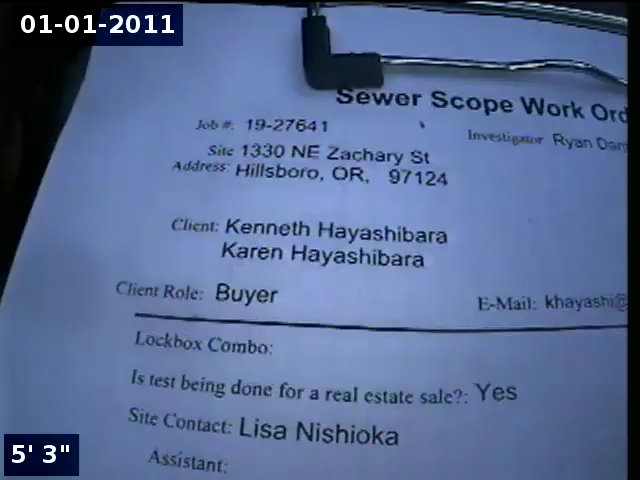 01-01-2011
Sewer Scope Work Ord
Job #: 19-27641
Investigator Ryan
Site 1330 NE Zachary St
Address: Hillsboro, OR, 97124
Client: Kenneth Hayashibara
Karen Hayashibara
Client Role: Buyer
E-Mail: khayashi@
Lockbox Combo:
Is test being done for a real estate sale?: Yes
Site Contact: Lisa Nishioka
Assistant:
5' 3"